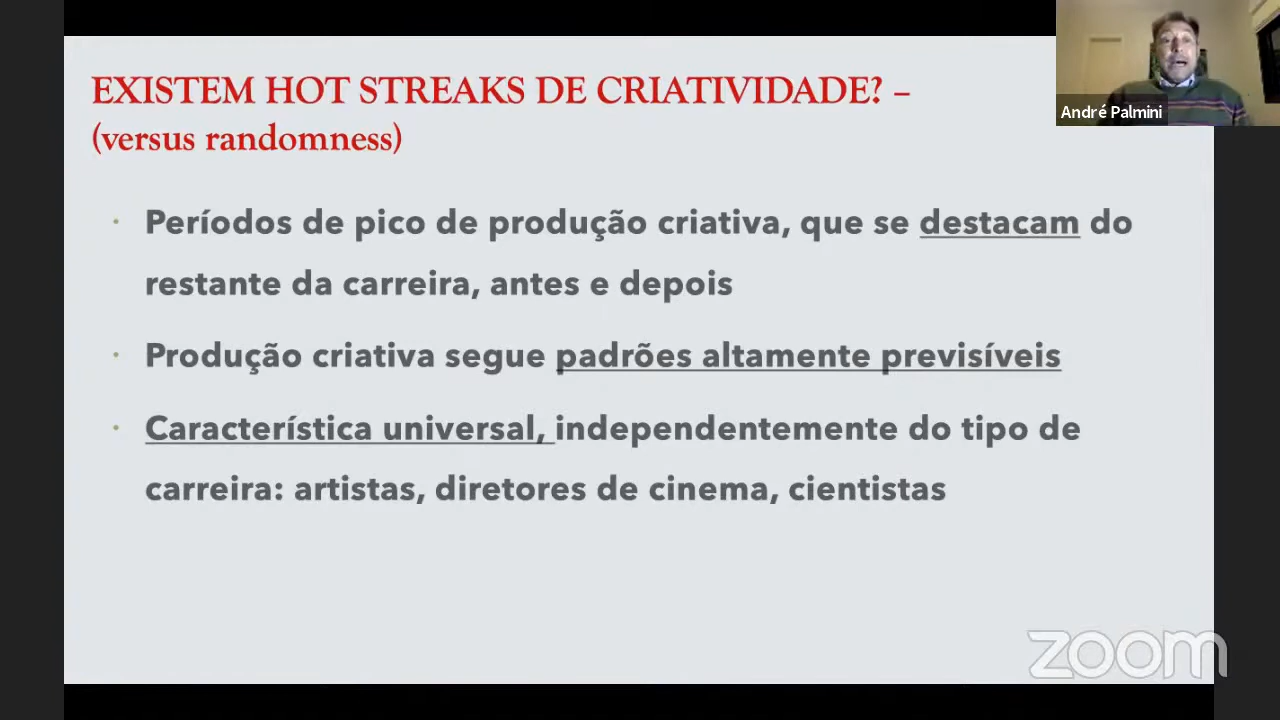 EXISTEM HOT STREAKS DE CRIATIVIDADE? –
(versus randomness)
André Palmini
· Períodos de pico de produção criativa, que se destacam do
restante da carreira, antes e depois
· Produção criativa segue padrões altamente previsíveis
· Característica universal, independentemente do tipo de
carreira: artistas, diretores de cinema, cientistas
zoom